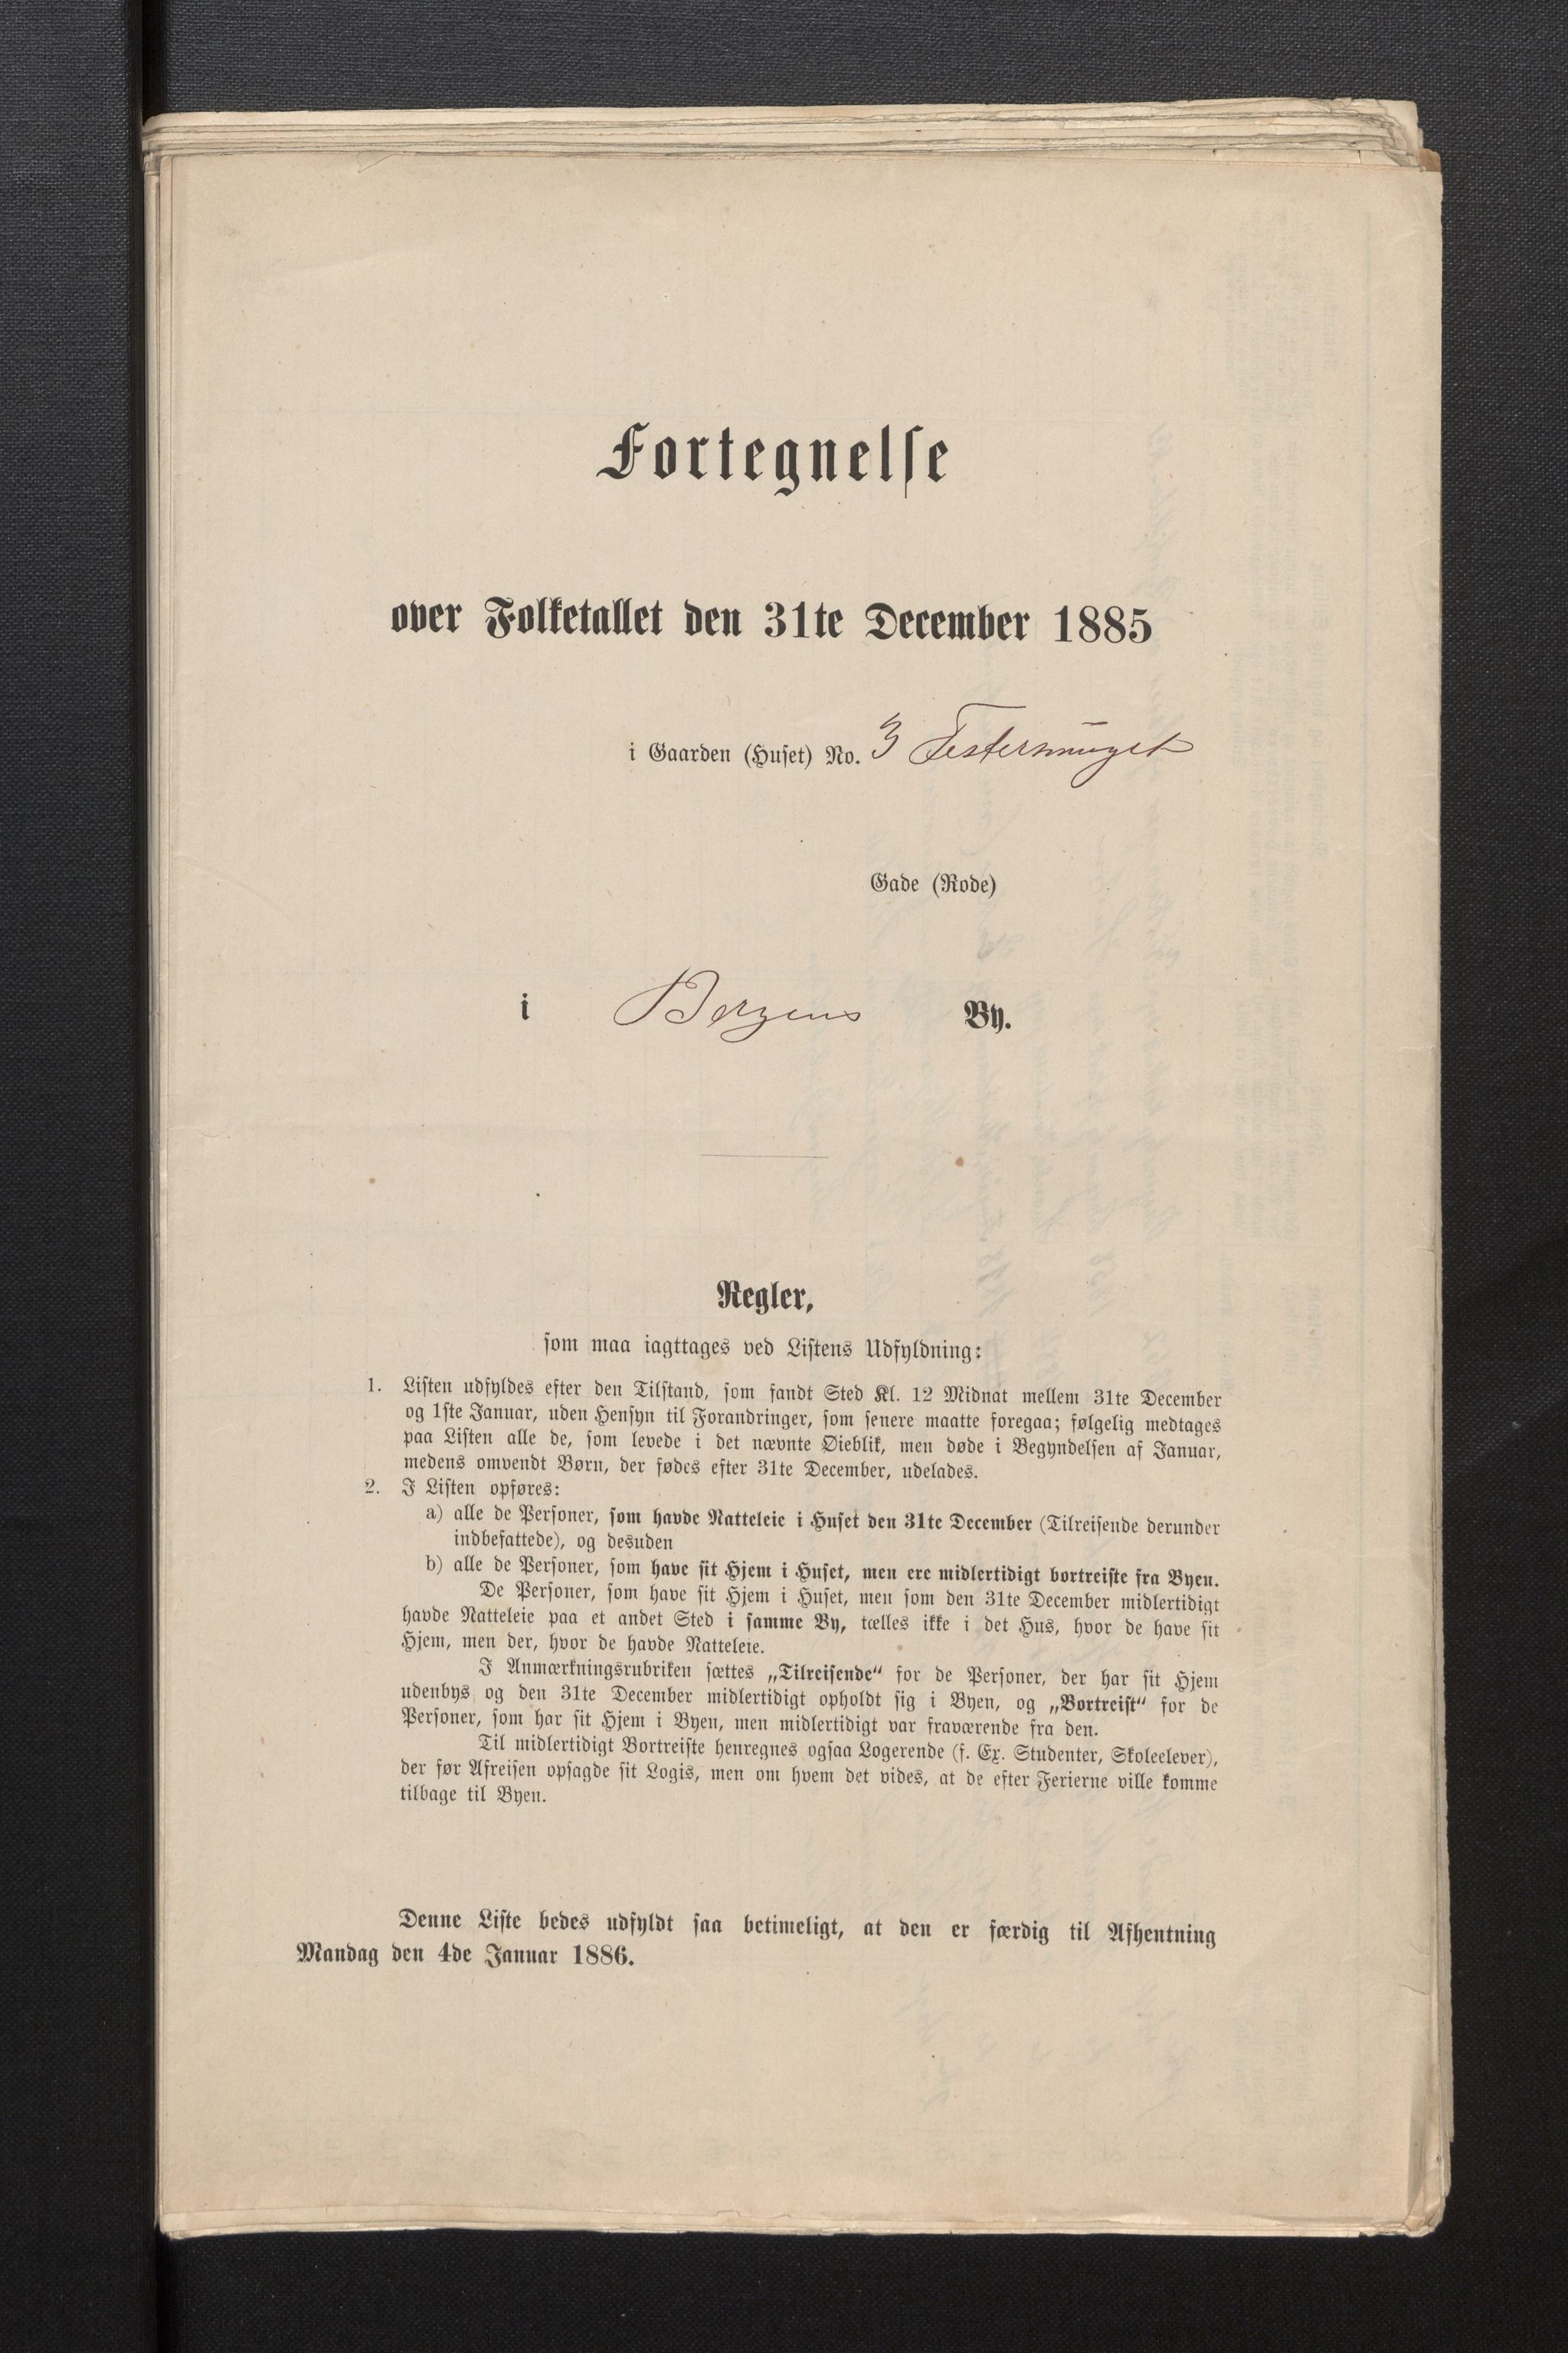 Fortegnelse
over Folketallet den 31te December 1885
i Gaarden (Huset) No. 3 Festersmuget
Gade (Rode)
i Bergens By.
Regler,
som maa iagttages ved Listens Udfyldning:
1. Listen udfyldes efter den Tilstand, som fandt Sted Kl. 12 Midnat mellem 31te December
og 1ste Januar, uden Hensyn til Forandringer, som senere maatte foregaa; følgelig medtages
paa Listen alle de, som levede i det nævnte Øieblik, men døde i Begyndelsen af Januar,
medens omvendt Børn, der fødes efter 31te December, udelades.
2. I Listen opføres:
a) alle de Personer, som havde Natteleie i Huset den 31te December (Tilreisende derunder
indbefattede), og desuden
b) alle de Personer, som have sit Hjem i Huset, men ere midlertidigt bortreiste fra Byen.
De Personer, som have sit Hjem i Huset, men som den 31te December midlertidigt
havde Natteleie paa et andet Sted i samme By, tælles ikke i det Hus, hvor de have sit
Hjem, men der, hvor de havde Natteleie.
I Anmærkningsrubriken sættes „Tilreisende“ for de Personer, der har sit Hjem
udenbys og den 31te December midlertidigt opholdt sig i Byen, og „Bortreist“ for de
Personer, som har sit Hjem i Byen, men midlertidigt var fraværende fra den.
Til midlertidigt Bortreiste henregnes ogsaa Logerende (f. Ex. Studenter, Skoleelever),
der før Afreisen opsagde sit Logis, men om hvem det vides, at de efter Ferierne ville komme
tilbage til Byen.
Denne Liste bedes udfyldt saa betimeligt, at den er færdig til Afhentning
Mandag den 4de Januar 1886.